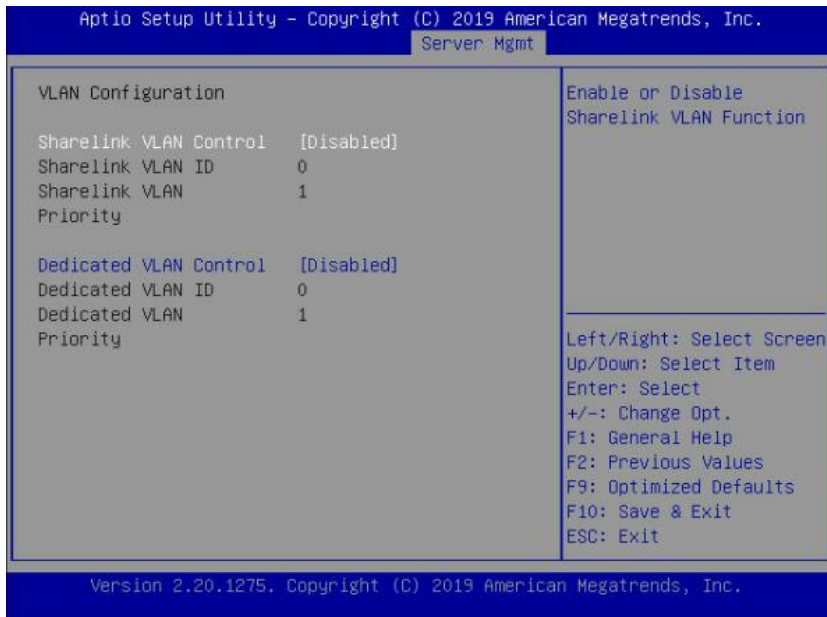 Aptio Setup Utility – Copyright (C) 2019 American Megatrends, Inc.
Server Mgmt
VLAN Configuration
Sharelink VLAN Control [Disabled]
Sharelink VLAN ID 0
Sharelink VLAN 1
Priority
Dedicated VLAN Control [Disabled]
Dedicated VLAN ID 0
Dedicated VLAN 1
Priority
Enable or Disable
Sharelink VLAN Function
Left/Right: Select Screen
Up/Down: Select Item
Enter: Select
+/-: Change Opt.
F1: General Help
F2: Previous Values
F9: Optimized Defaults
F10: Save & Exit
ESC: Exit
Version 2.20.1275. Copyright (C) 2019 American Megatrends, Inc.